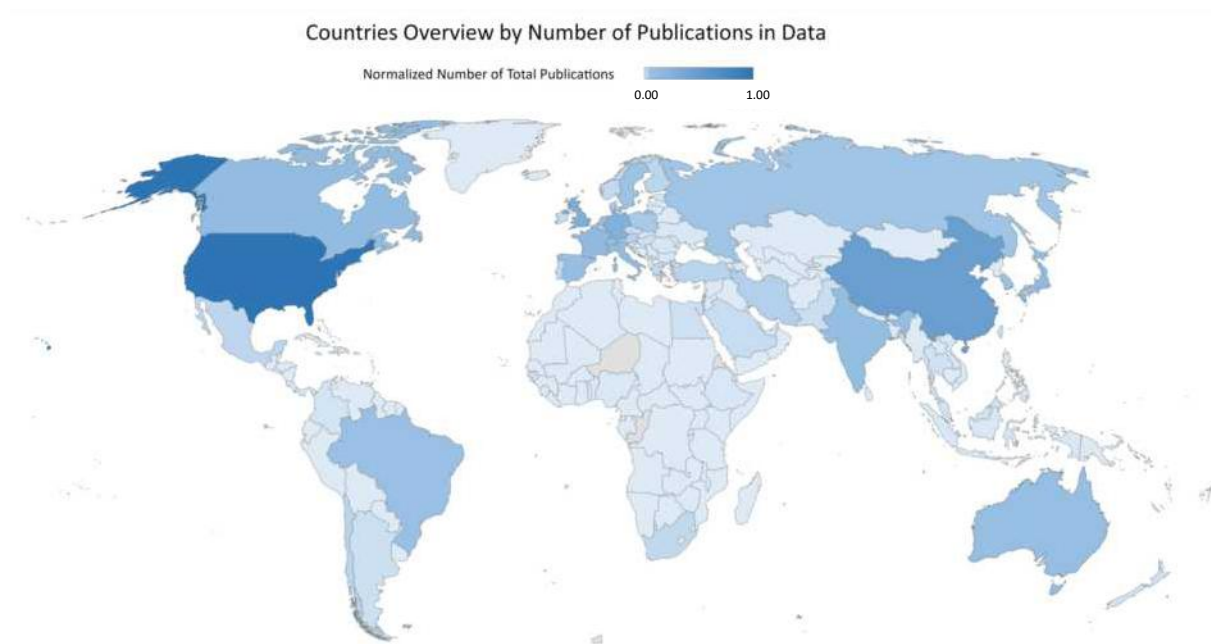 Countries Overview by Number of Publications in Data
Normalized Number of Total Publications
0.00 1.00